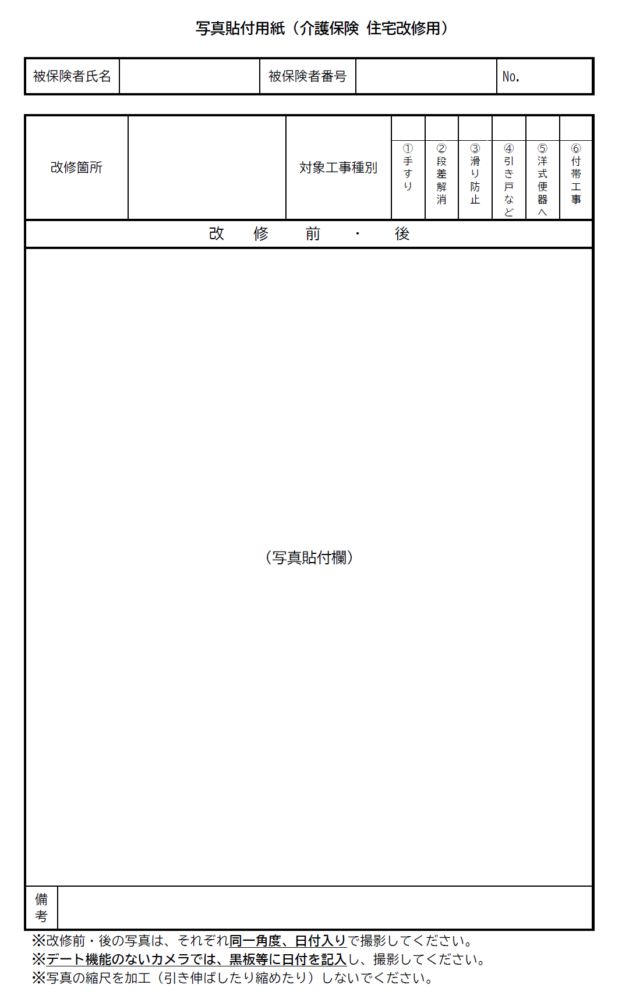 写真貼付用紙（介護保険 住宅改修用）
被保険者氏名
被保険者番号
No.
改修箇所
対象工事種別
①手すり
②段差解消
③滑り防止
④引き戸など
⑤洋式便器へ
⑥付帯工事
改 修 前 ・ 後
（写真貼付欄）
備考
※改修前・後の写真は、それぞれ同一角度、日付入りで撮影してください。
※デート機能のないカメラでは、黒板等に日付を記入し、撮影してください。
※写真の縮尺を加工（引き伸ばしたり縮めたり）しないでください。